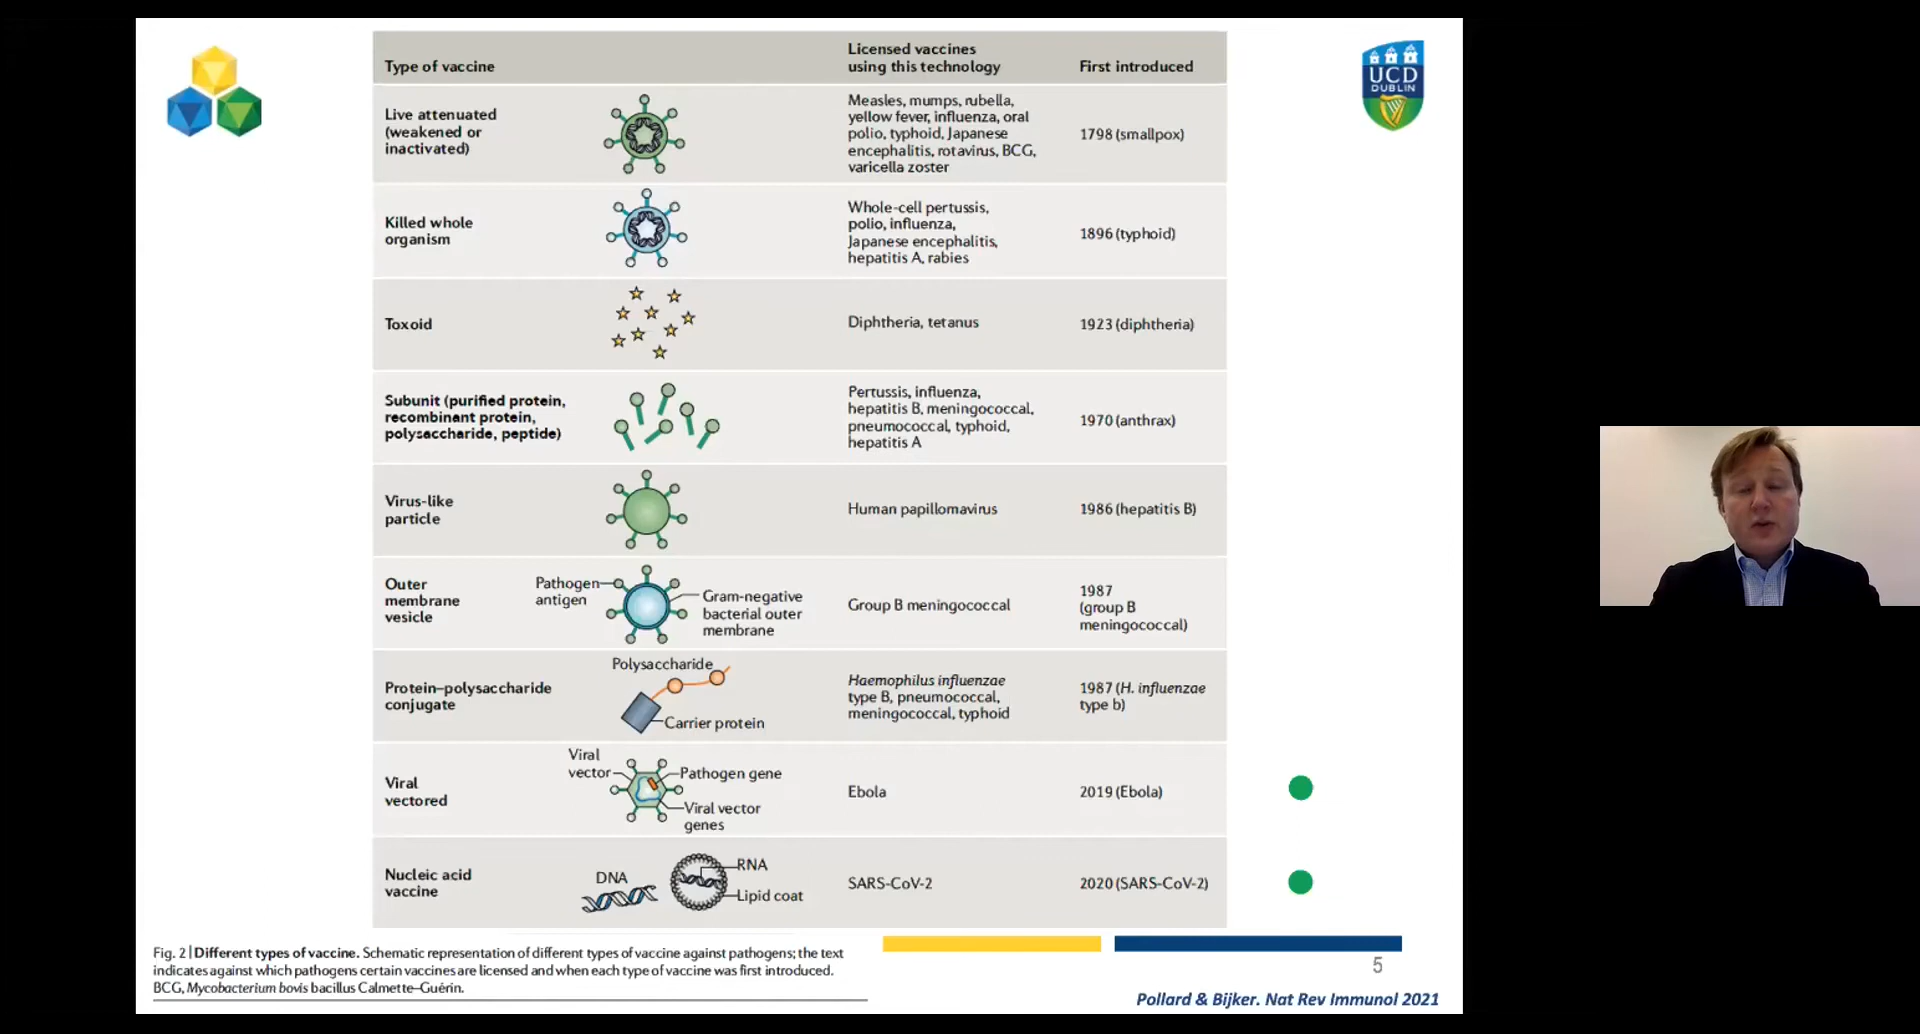 Type of vaccine
Licensed vaccines
using this technology
First introduced
UCD
DUBLIN
Live attenuated
(weakened or
inactivated)
Measles, mumps, rubella,
yellow fever, influenza, oral
polio, typhoid, Japanese
encephalitis, rotavirus, BCG,
varicella zoster
1798 (smallpox)
Killed whole
organism
Whole-cell pertussis,
polio, influenza,
Japanese encephalitis,
hepatitis A, rabies
1896 (typhoid)
Toxoid
Diphtheria, tetanus
1923 (diphtheria)
Subunit (purified protein,
recombinant protein,
polysaccharide, peptide)
Pertussis, influenza,
hepatitis B, meningococcal,
pneumococcal, typhoid,
hepatitis A
1970 (anthrax)
Virus-like
particle
Human papillomavirus
1986 (hepatitis B)
Outer
membrane
vesicle
Pathogen
antigen
Gram-negative
bacterial outer
membrane
Group B meningococcal
1987
(group B
meningococcal)
Protein–polysaccharide
conjugate
Polysaccharide
Carrier protein
Haemophilus influenzae
type B, pneumococcal,
meningococcal, typhoid
1987 (H. influenzae
type b)
Viral
vectored
Viral
vector
Pathogen gene
Viral vector
genes
Ebola
2019 (Ebola)
Nucleic acid
vaccine
DNA
RNA
Lipid coat
SARS-CoV-2
2020 (SARS-CoV-2)
Fig. 2 | Different types of vaccine. Schematic representation of different types of vaccine against pathogens; the text
indicates against which pathogens certain vaccines are licensed and when each type of vaccine was first introduced.
BCG, Mycobacterium bovis bacillus Calmette–Guérin.
5
Pollard & Bijker. Nat Rev Immunol 2021